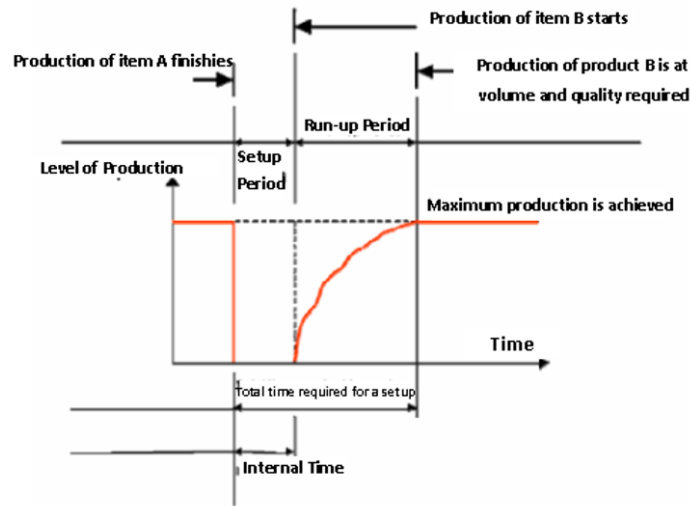 Production of item B starts
Production of item A finishies
Production of product B is at
volume and quality required
Run-up Period
Setup
Period
Level of Production
Maximum production is achieved
Time
Total time required for a setup
Internal Time